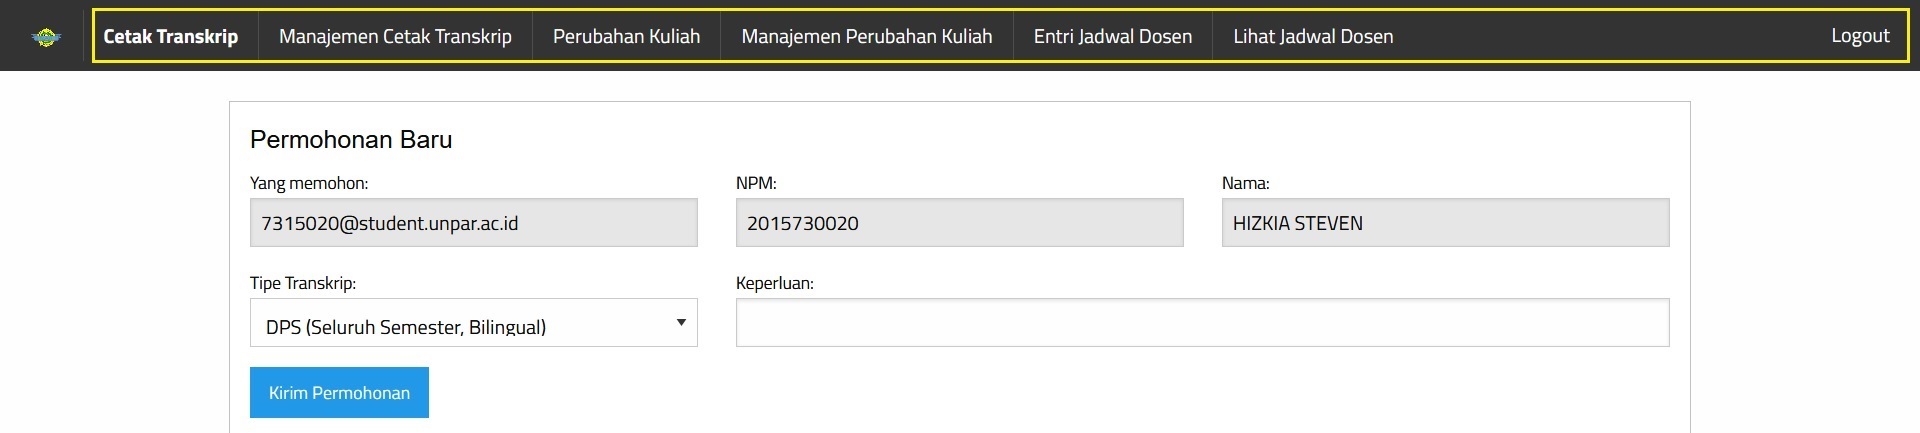 Cetak Transkrip Manajemen Cetak Transkrip Perubahan Kuliah Manajemen Perubahan Kuliah Entri Jadwal Dosen Lihat Jadwal Dosen Logout
Permohonan Baru
Yang memohon: NPM: Nama:
7315020@student.unpar.ac.id 2015730020 HIZKIA STEVEN
Tipe Transkrip: Keperluan:
DPS (Seluruh Semester, Bilingual)
Kirim Permohonan